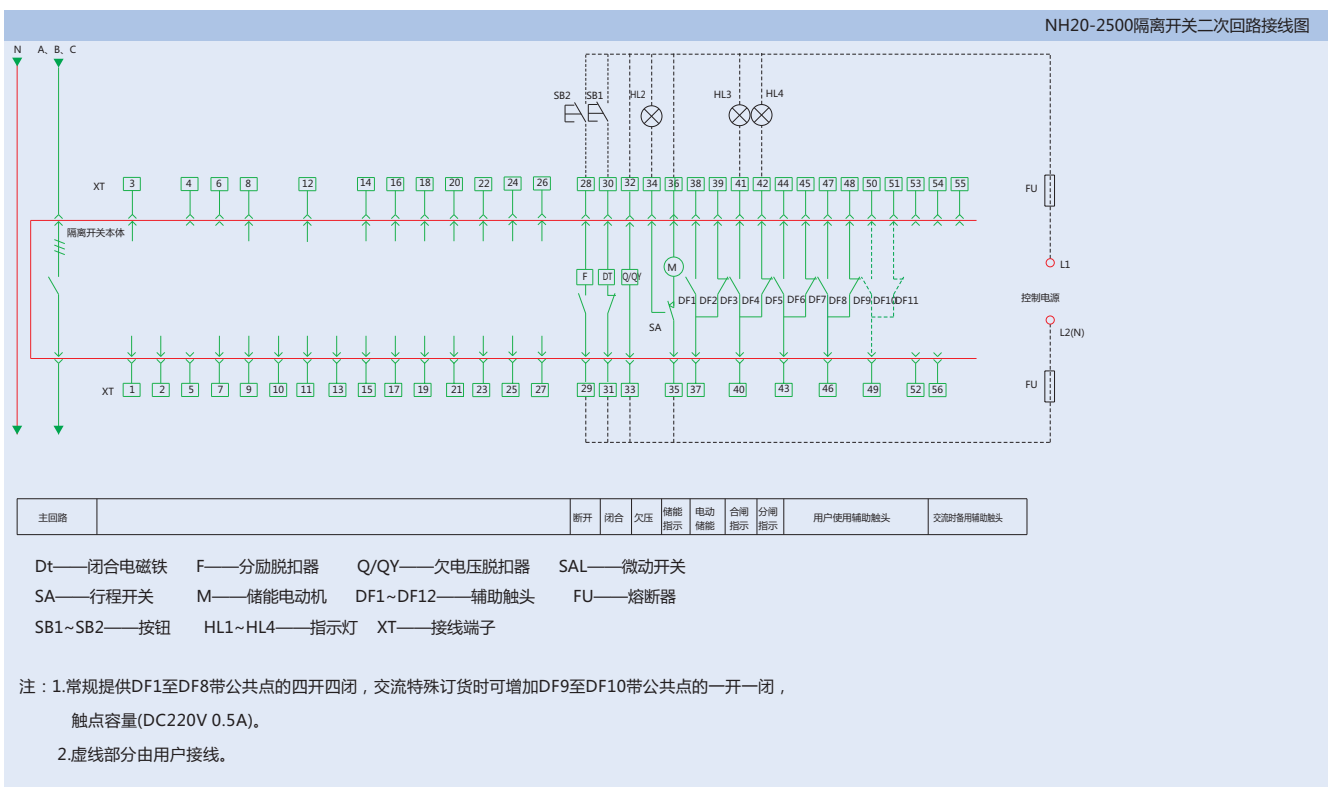 NH20-2500隔离开关二次回路接线图
N A、B、C
SB2 SB1 HL2 HL3 HL4
XT 3 4 6 8 12 14 16 18 20 22 24 26 28 30 32 34 36 38 39 41 42 44 45 47 48 50 51 53 54 55
FU
隔离开关本体
F DT Q/QY M
L1
控制电源
DF1 DF2 DF3 DF4 DF5 DF6 DF7 DF8 DF9 DF10 DF11
SA
L2(N)
XT 1 2 5 7 9 10 11 13 15 17 19 21 23 25 27 29 31 33 35 37 40 43 46 49 52 56
FU
主回路 断开 闭合 欠压 储能指示 电动储能 合闸指示 分闸指示 用户使用辅助触头 交流时备用辅助触头
Dt——闭合电磁铁 F——分励脱扣器 Q/QY——欠电压脱扣器 SAL——微动开关
SA——行程开关 M——储能电动机 DF1~DF12——辅助触头 FU——熔断器
SB1~SB2——按钮 HL1~HL4——指示灯 XT——接线端子
注：1.常规提供DF1至DF8带公共点的四开四闭，交流特殊订货时可增加DF9至DF10带公共点的一开一闭，
触点容量(DC220V 0.5A)。
2.虚线部分由用户接线。